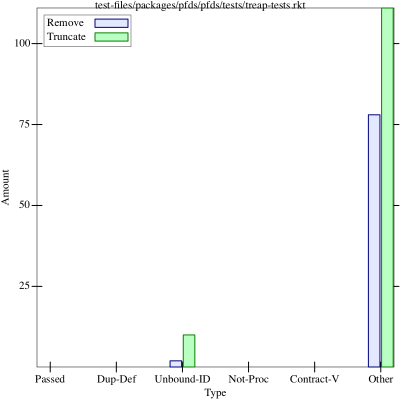 test-files/packages/pfds/pfds/tests/treap-tests.rkt
Remove
Truncate
100
75
50
25
Amount
Passed Dup-Def Unbound-ID Not-Proc Contract-V Other
Type